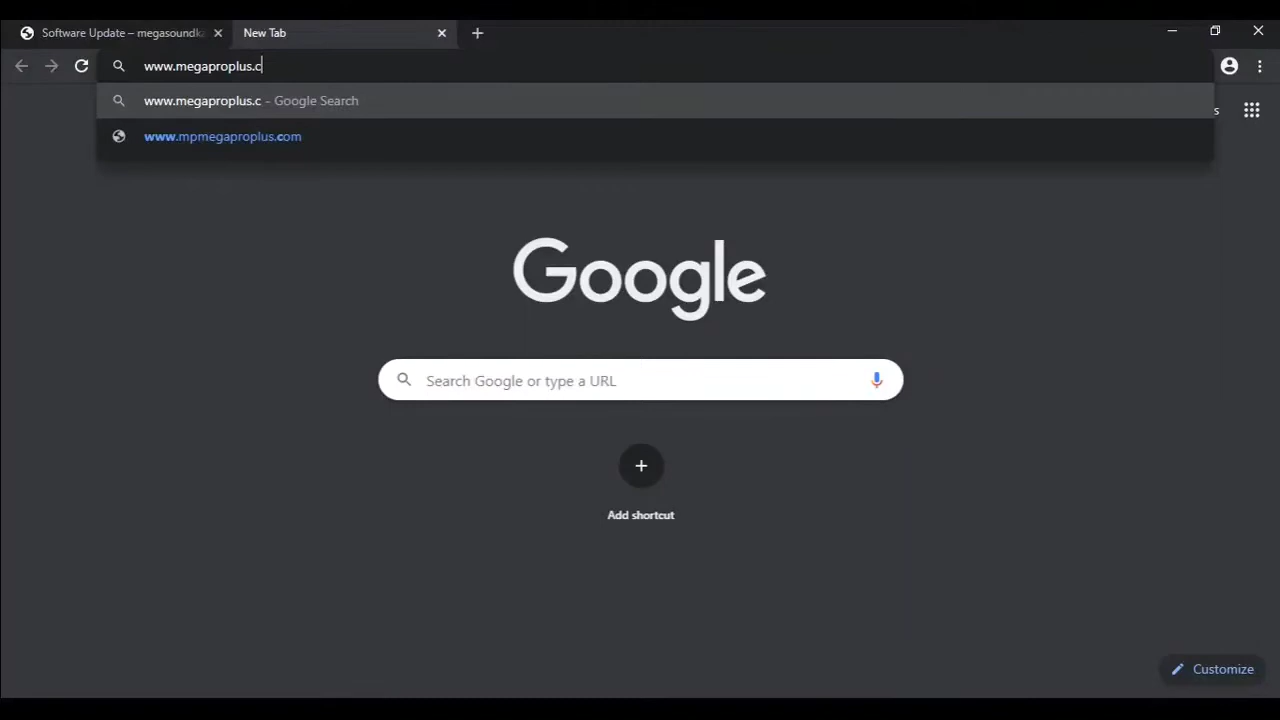 Software Update – megasoundka
New Tab
www.megaproplus.c
www.megaproplus.c - Google Search
www.mpmegaproplus.com
s
Google
Search Google or type a URL
Add shortcut
Customize